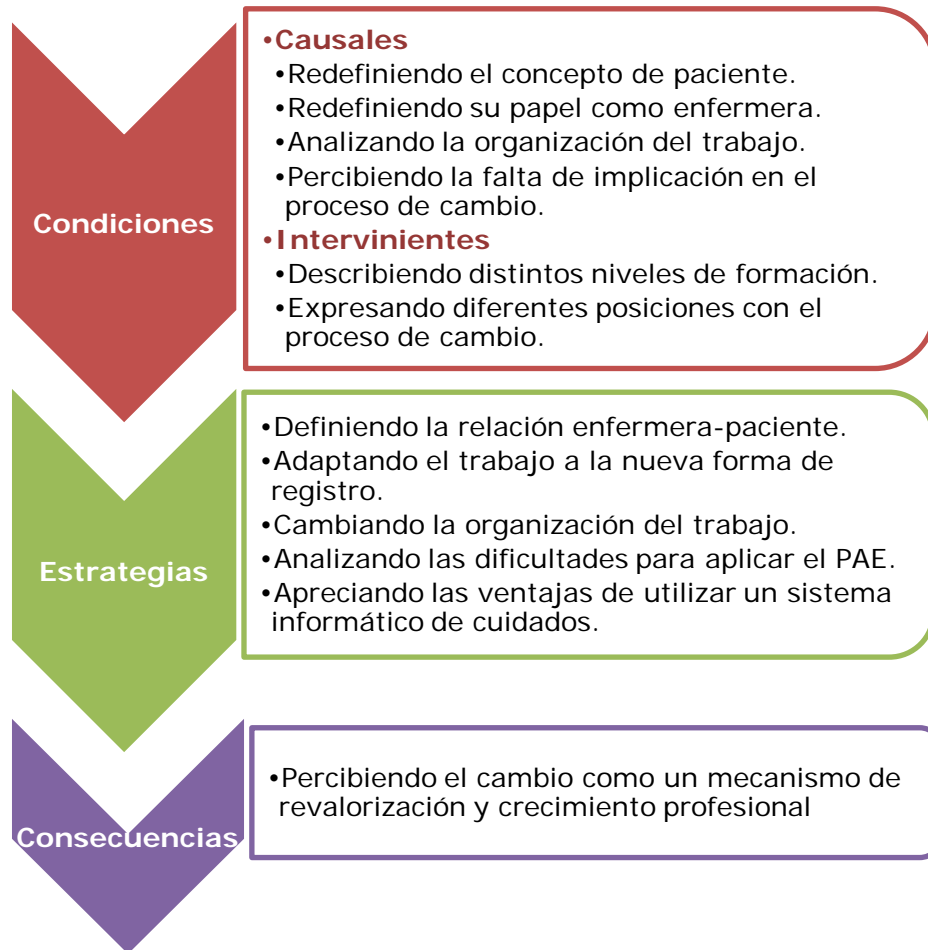 Condiciones
•Causales
•Redefiniendo el concepto de paciente.
•Redefiniendo su papel como enfermera.
•Analizando la organización del trabajo.
•Percibiendo la falta de implicación en el
proceso de cambio.
•Intervinientes
•Describiendo distintos niveles de formación.
•Expresando diferentes posiciones con el
proceso de cambio.
Estrategias
•Definiendo la relación enfermera-paciente.
•Adaptando el trabajo a la nueva forma de
registro.
•Cambiando la organización del trabajo.
•Analizando las dificultades para aplicar el PAE.
•Apreciando las ventajas de utilizar un sistema
informático de cuidados.
Consecuencias
•Percibiendo el cambio como un mecanismo de
revalorización y crecimiento profesional